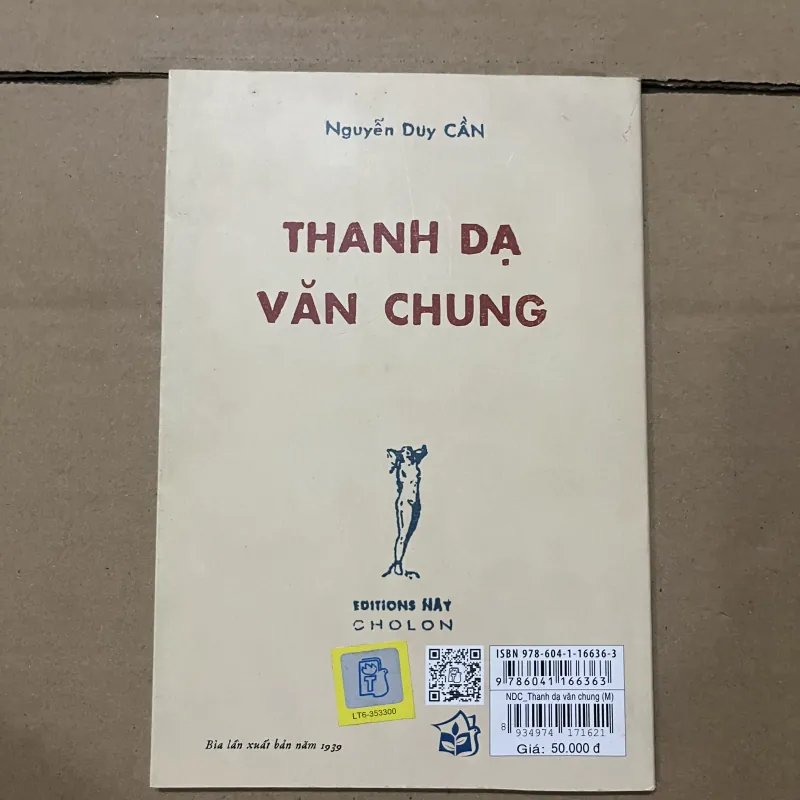 Nguyễn Duy CẦN
THANH DẠ
VĂN CHUNG
EDITIONS NAY
CHOLON
T
LT6-353300
ISBN 978-604-1-16636-3
9 786041 166363
NDC_Thanh dạ văn chung (M)
8 934974 171621
Giá: 50.000 đ
Bìa lần xuất bản năm 1939